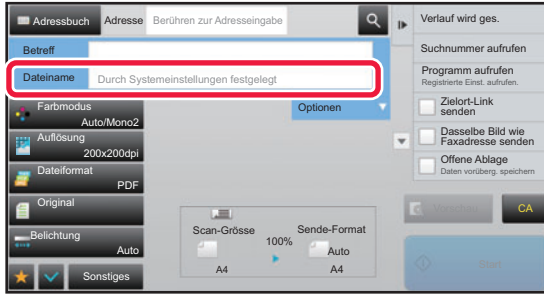 Adressbuch Adresse Berühren zur Adresseingabe
Betreff
Dateiname Durch Systemeinstellungen festgelegt
Farbmodus
Auto/Mono2
Optionen
Auflösung
200x200dpi
Dateiformat
PDF
Original
Belichtung
Auto
Sonstiges
Scan-Grösse
100%
Sende-Format
Auto
A4
A4
Verlauf wird ges.
Suchnummer aufrufen
Programm aufrufen
Registrierte Einst. aufrufen.
Zielort-Link
senden
Dasselbe Bild wie
Faxadresse senden
Offene Ablage
Daten vorüberg. speichern
CA
Start